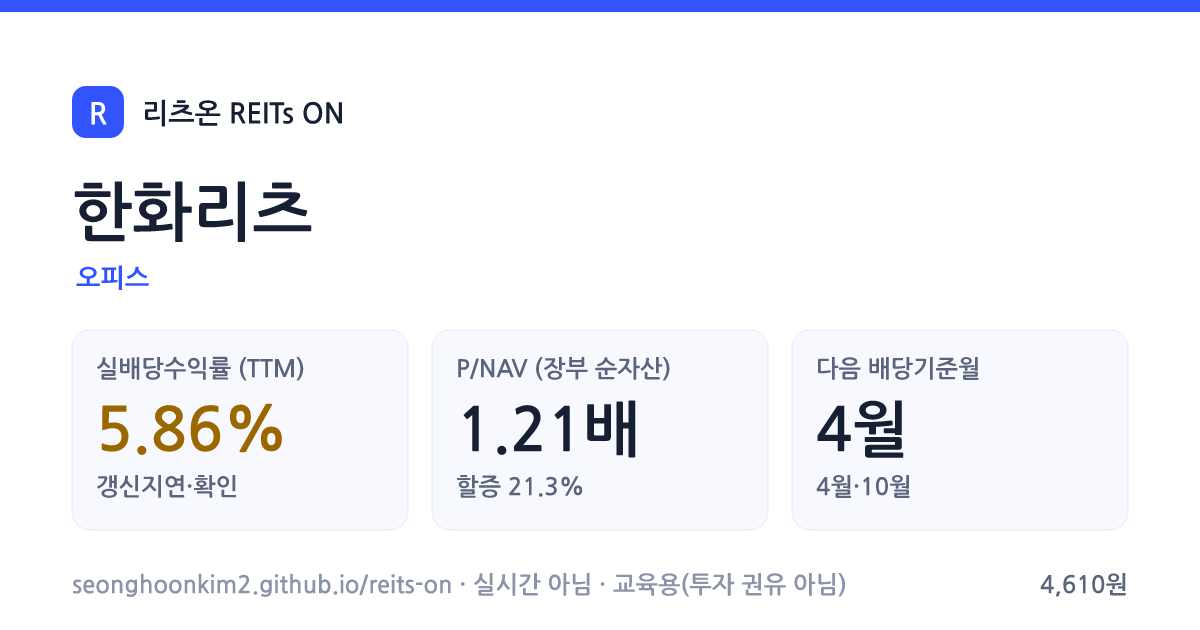 R 리츠온 REITs ON
한화리츠
오피스
실배당수익률 (TTM)
5.86%
갱신지연·확인
P/NAV (장부 순자산)
1.21배
할증 21.3%
다음 배당기준월
4월
4월·10월
seonghoonkim2.github.io/reits-on · 실시간 아님 · 교육용(투자 권유 아님)
4,610원